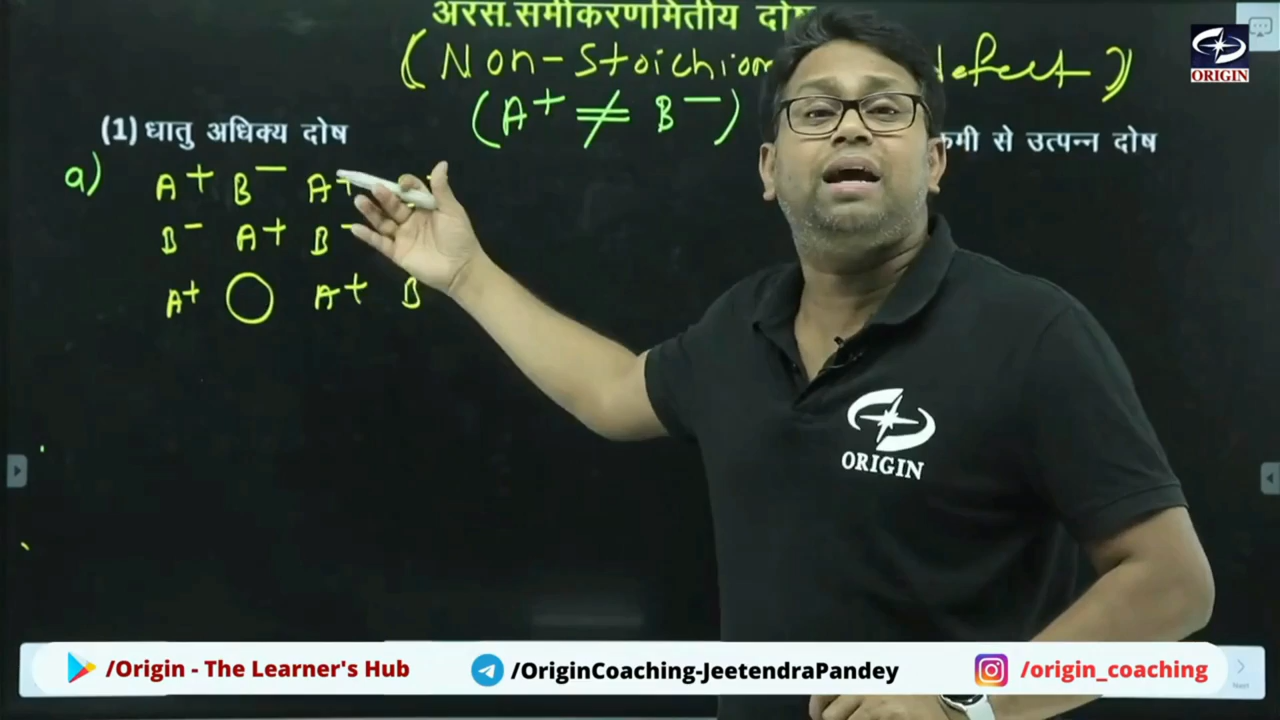 अरस.समीकरणमितीय दोष
(Non-Stoichiom defect)
(A+ ≠ B-)
(1) धातु अधिक्य दोष
कमी से उत्पन्न दोष
a) A+ B- A+
B- A+ B-
A+ ◯ A+ B
ORIGIN
ORIGIN
/Origin - The Learner's Hub
/OriginCoaching-JeetendraPandey
/origin_coaching